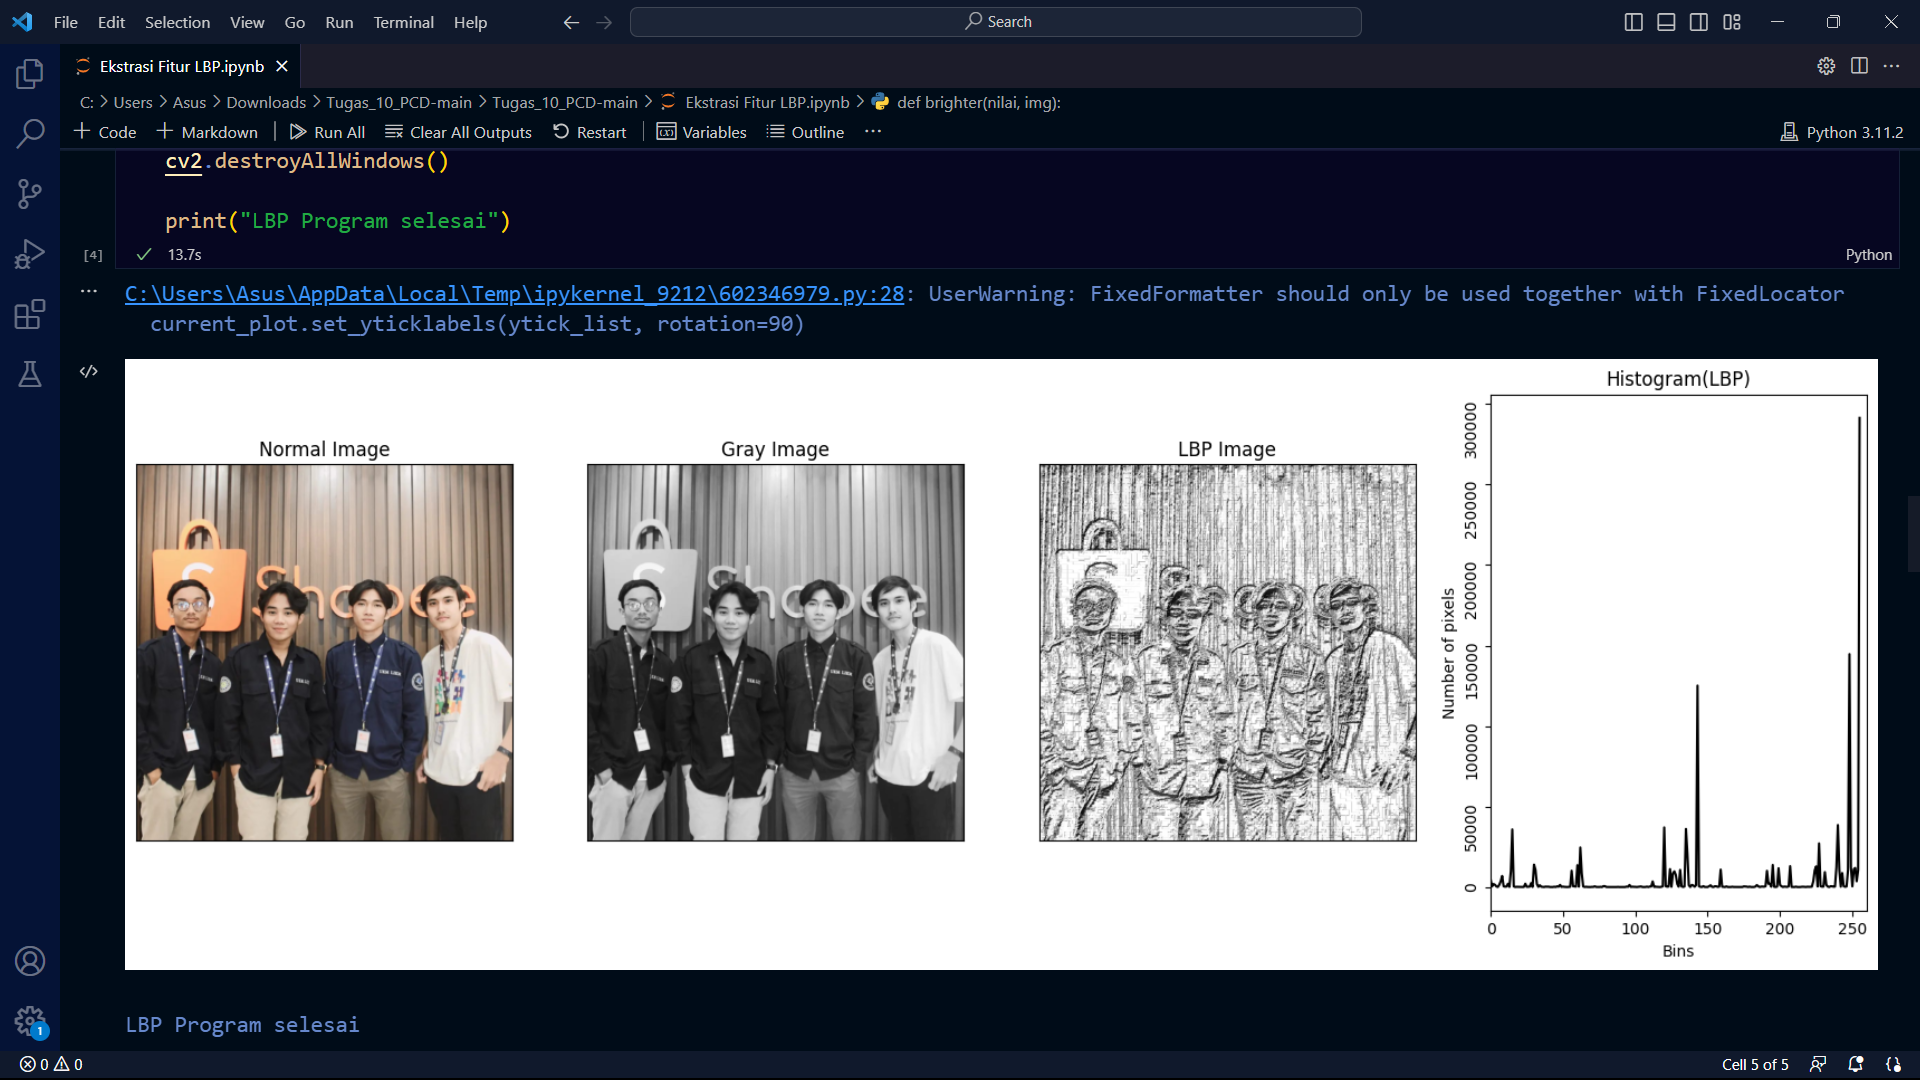 File Edit Selection View Go Run Terminal Help
Search
Ekstrasi Fitur LBP.ipynb
C: > Users > Asus > Downloads > Tugas_10_PCD-main > Tugas_10_PCD-main > Ekstrasi Fitur LBP.ipynb > def brighter(nilai, img):
+ Code + Markdown | Run All Clear All Outputs Restart | Variables Outline ...
Python 3.11.2
cv2.destroyAllWindows()
print("LBP Program selesai")
[4] 13.7s
Python
C:\Users\Asus\AppData\Local\Temp\ipykernel_9212\602346979.py:28: UserWarning: FixedFormatter should only be used together with FixedLocator
current_plot.set_yticklabels(ytick_list, rotation=90)
Normal Image
Shopee
Gray Image
Shopee
LBP Image
Histogram(LBP)
Number of pixels
300000
250000
200000
150000
100000
50000
0
0 50 100 150 200 250
Bins
LBP Program selesai
1
0 0
Cell 5 of 5